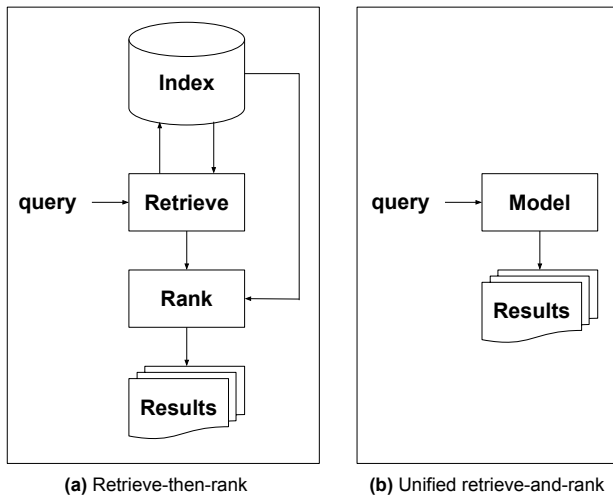 Index
query
Retrieve
Rank
Results
(a) Retrieve-then-rank
query
Model
Results
(b) Unified retrieve-and-rank